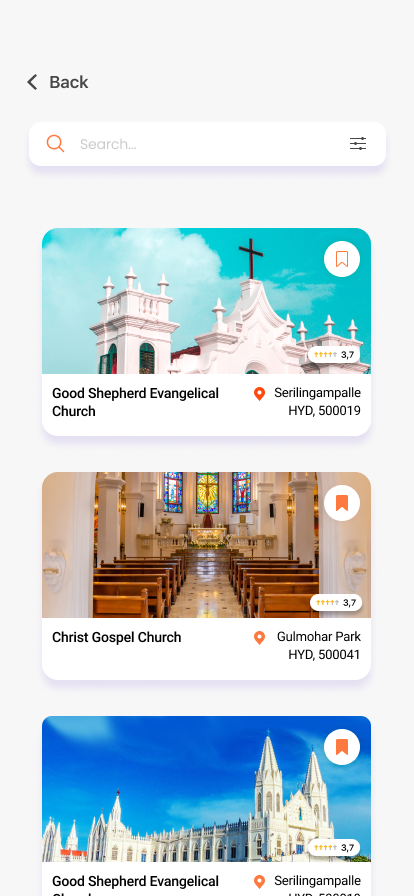 Back
Search...
3,7
Good Shepherd Evangelical
Church
Serilingampalle
HYD, 500019
3,7
Christ Gospel Church
Gulmohar Park
HYD, 500041
3,7
Good Shepherd Evangelical
Serilingampalle